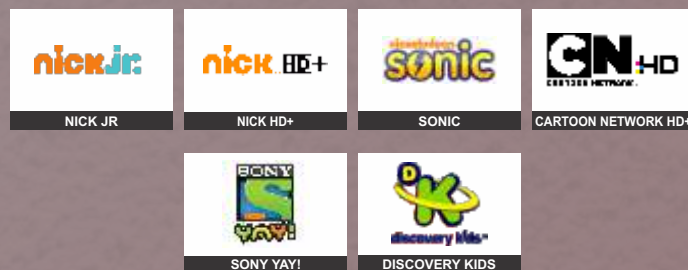 nick jr.
nick HD+
nickelodeon
sonic
CN HD
CARTOON NETWORK
NICK JR
NICK HD+
SONIC
CARTOON NETWORK HD+
SONY
YAY!
D K
discovery kids
SONY YAY!
DISCOVERY KIDS